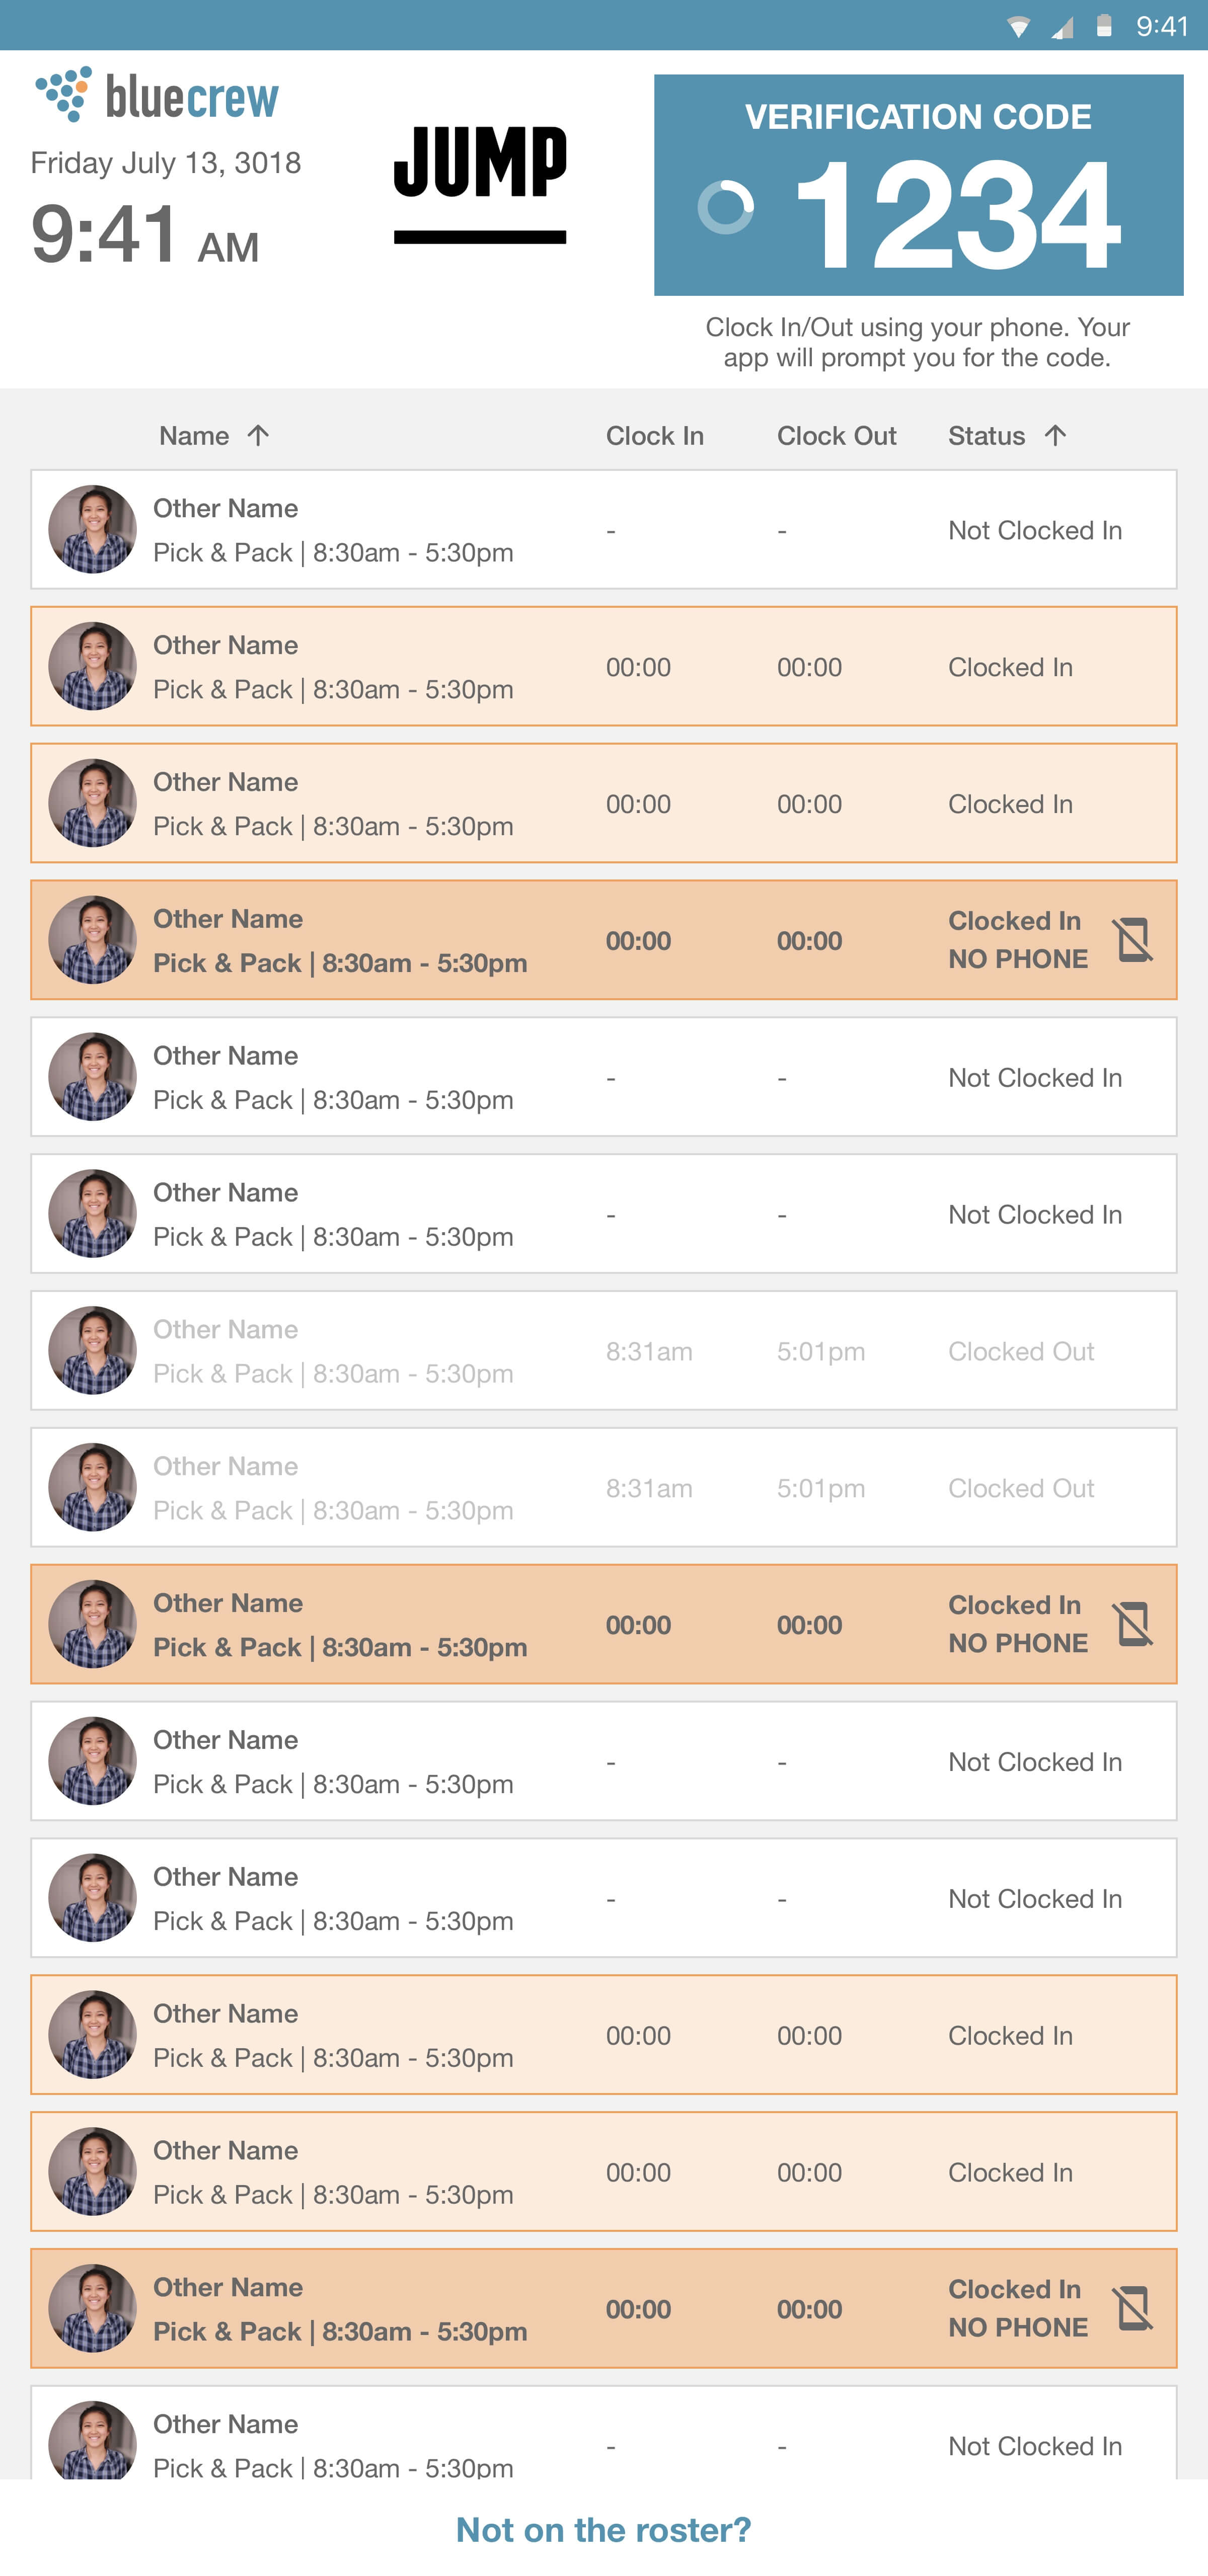 9:41
bluecrew
Friday July 13, 3018
9:41 AM
JUMP
VERIFICATION CODE
1234
Clock In/Out using your phone. Your
app will prompt you for the code.
Name Clock In Clock Out Status
Other Name
Pick & Pack | 8:30am - 5:30pm
- - Not Clocked In
Other Name
Pick & Pack | 8:30am - 5:30pm
00:00 00:00 Clocked In
Other Name
Pick & Pack | 8:30am - 5:30pm
00:00 00:00 Clocked In
Other Name
Pick & Pack | 8:30am - 5:30pm
00:00 00:00 Clocked In
NO PHONE
Other Name
Pick & Pack | 8:30am - 5:30pm
- - Not Clocked In
Other Name
Pick & Pack | 8:30am - 5:30pm
- - Not Clocked In
Other Name
Pick & Pack | 8:30am - 5:30pm
8:31am 5:01pm Clocked Out
Other Name
Pick & Pack | 8:30am - 5:30pm
8:31am 5:01pm Clocked Out
Other Name
Pick & Pack | 8:30am - 5:30pm
00:00 00:00 Clocked In
NO PHONE
Other Name
Pick & Pack | 8:30am - 5:30pm
- - Not Clocked In
Other Name
Pick & Pack | 8:30am - 5:30pm
- - Not Clocked In
Other Name
Pick & Pack | 8:30am - 5:30pm
00:00 00:00 Clocked In
Other Name
Pick & Pack | 8:30am - 5:30pm
00:00 00:00 Clocked In
Other Name
Pick & Pack | 8:30am - 5:30pm
00:00 00:00 Clocked In
NO PHONE
Other Name
Pick & Pack | 8:30am - 5:30pm
- - Not Clocked In
Not on the roster?